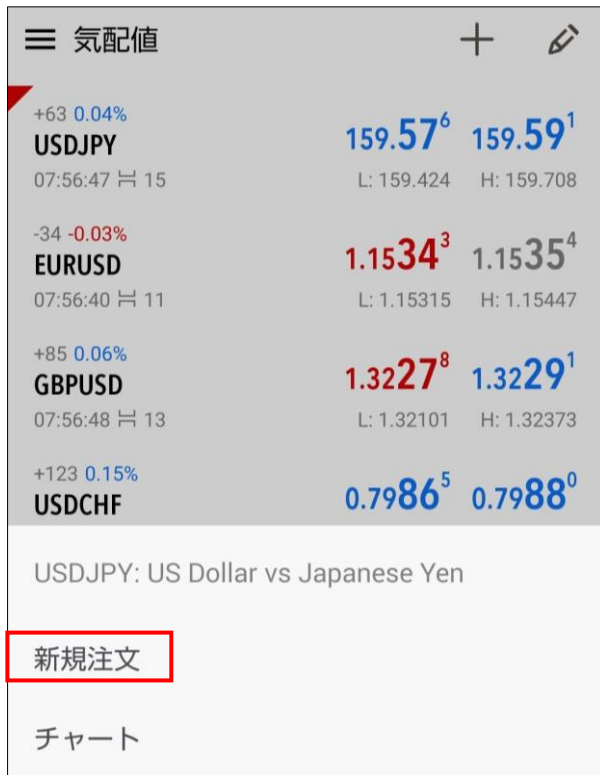 気配値
+63 0.04%
USDJPY 159.576 159.591
07:56:47 15 L: 159.424 H: 159.708
-34 -0.03%
EURUSD 1.15343 1.15354
07:56:40 11 L: 1.15315 H: 1.15447
+85 0.06%
GBPUSD 1.32278 1.32291
07:56:48 13 L: 1.32101 H: 1.32373
+123 0.15%
USDCHF 0.79865 0.79880
USDJPY: US Dollar vs Japanese Yen
新規注文
チャート